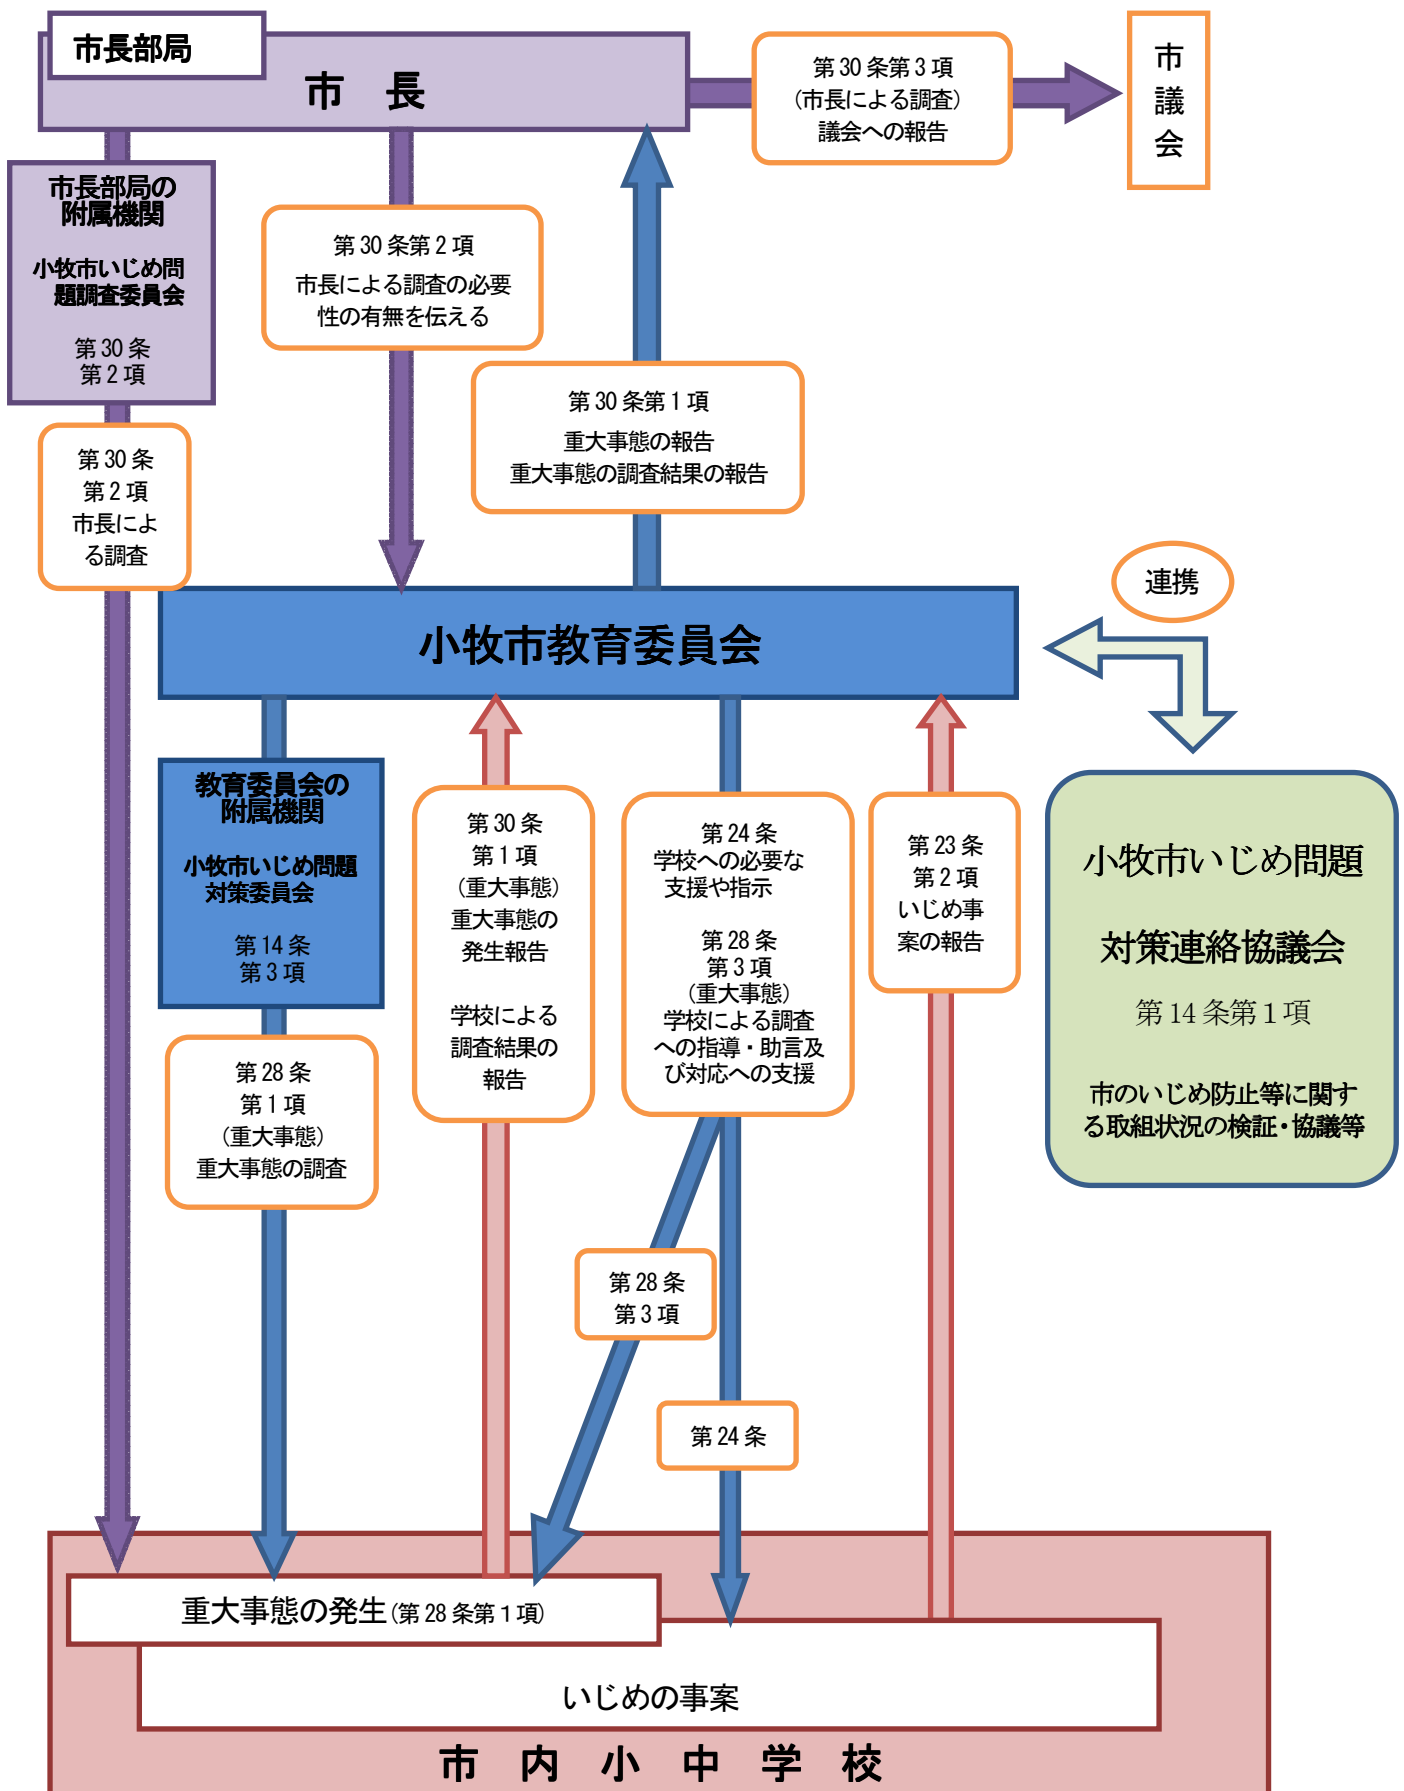 市長部局
市 長
第30条第3項
（市長による調査）
議会への報告
市
議
会
市長部局の
附属機関
小牧市いじめ問
題調査委員会
第30条
第2項
第30条第2項
市長による調査の必要
性の有無を伝える
第30条第1項
重大事態の報告
重大事態の調査結果の報告
第30条
第2項
市長によ
る調査
連携
小牧市教育委員会
教育委員会の
附属機関
小牧市いじめ問題
対策委員会
第14条
第3項
第30条
第1項
（重大事態）
重大事態の
発生報告
学校による
調査結果の
報告
第24条
学校への必要な
支援や指示
第28条
第3項
（重大事態）
学校による調査
への指導・助言及
び対応への支援
第23条
第2項
いじめ事
案の報告
小牧市いじめ問題
対策連絡協議会
第14条第1項
市のいじめ防止等に関す
る取組状況の検証・協議等
第28条
第1項
（重大事態）
重大事態の調査
第28条
第3項
第24条
重大事態の発生（第28条第1項）
いじめの事案
市 内 小 中 学 校